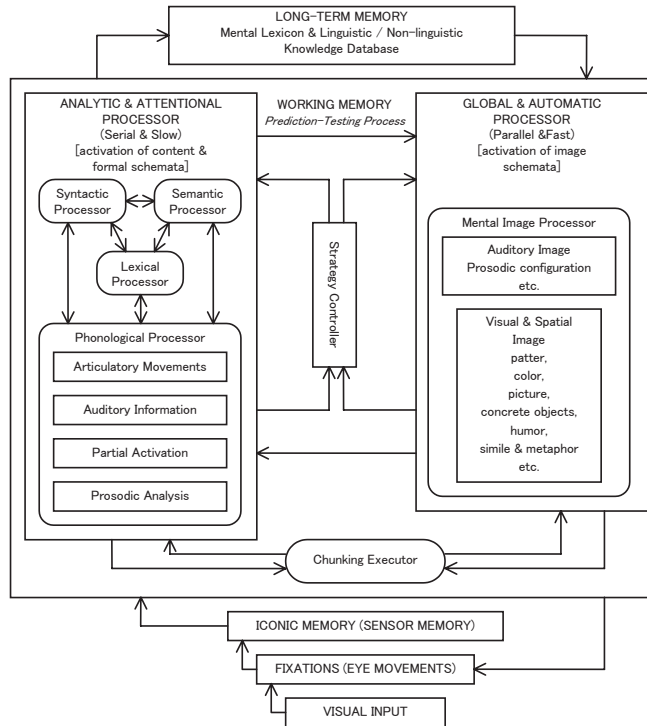 LONG-TERM MEMORY
Mental Lexicon & Linguistic / Non-linguistic
Knowledge Database
ANALYTIC & ATTENTIONAL
PROCESSOR
(Serial & Slow)
[activation of content &
formal schemata]
Syntactic
Processor
Semantic
Processor
Lexical
Processor
Phonological Processor
Articulatory Movements
Auditory Information
Partial Activation
Prosodic Analysis
WORKING MEMORY
Prediction-Testing Process
Strategy Controller
GLOBAL & AUTOMATIC
PROCESSOR
(Parallel &Fast)
[activation of image
schemata]
Mental Image Processor
Auditory Image
Prosodic configuration
etc.
Visual & Spatial
Image
patter,
color,
picture,
concrete objects,
humor,
simile & metaphor
etc.
Chunking Executor
ICONIC MEMORY (SENSOR MEMORY)
FIXATIONS (EYE MOVEMENTS)
VISUAL INPUT